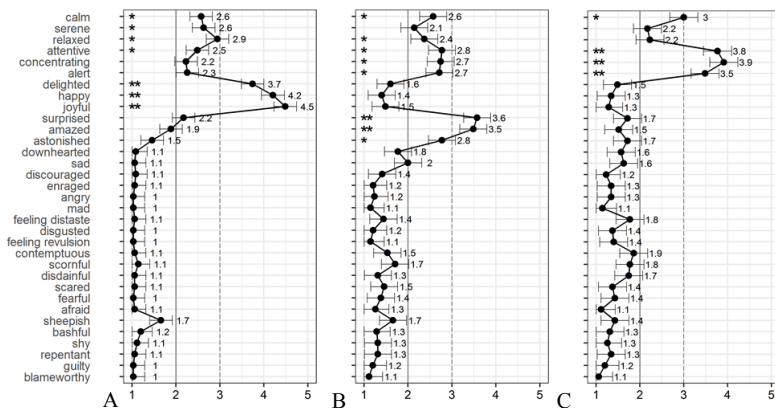 calm * 2.6 * 2.6 * 3
serene * 2.6 2.1 2.2
relaxed * 2.9 * 2.4 2.2
attentive * 2.5 * 2.8 ** 3.8
concentrating 2.2 * 2.7 ** 3.9
alert 2.3 * 2.7 ** 3.5
delighted ** 3.7 1.6 1.5
happy ** 4.2 1.4 1.3
joyful ** 4.5 1.5 1.3
surprised 2.2 ** 3.6 1.7
amazed 1.9 ** 3.5 1.5
astonished 1.5 * 2.8 1.7
downhearted 1.1 1.8 1.6
sad 1.1 2 1.6
discouraged 1.1 1.4 1.2
enraged 1.1 1.2 1.3
angry 1 1.2 1.3
mad 1 1.1 1.1
feeling distaste 1.1 1.4 1.8
disgusted 1 1.2 1.4
feeling revulsion 1 1.1 1.4
contemptuous 1.1 1.5 1.9
scornful 1.1 1.7 1.8
disdainful 1.1 1.3 1.7
scared 1.1 1.5 1.4
fearful 1 1.4 1.4
afraid 1.1 1.3 1.1
sheepish 1.7 1.7 1.4
bashful 1.2 1.3 1.3
shy 1.1 1.3 1.3
repentant 1.1 1.3 1.3
guilty 1 1.2 1.2
blameworthy 1 1.1 1.1
A 1 2 3 4 5 B 1 2 3 4 5 C 1 2 3 4 5